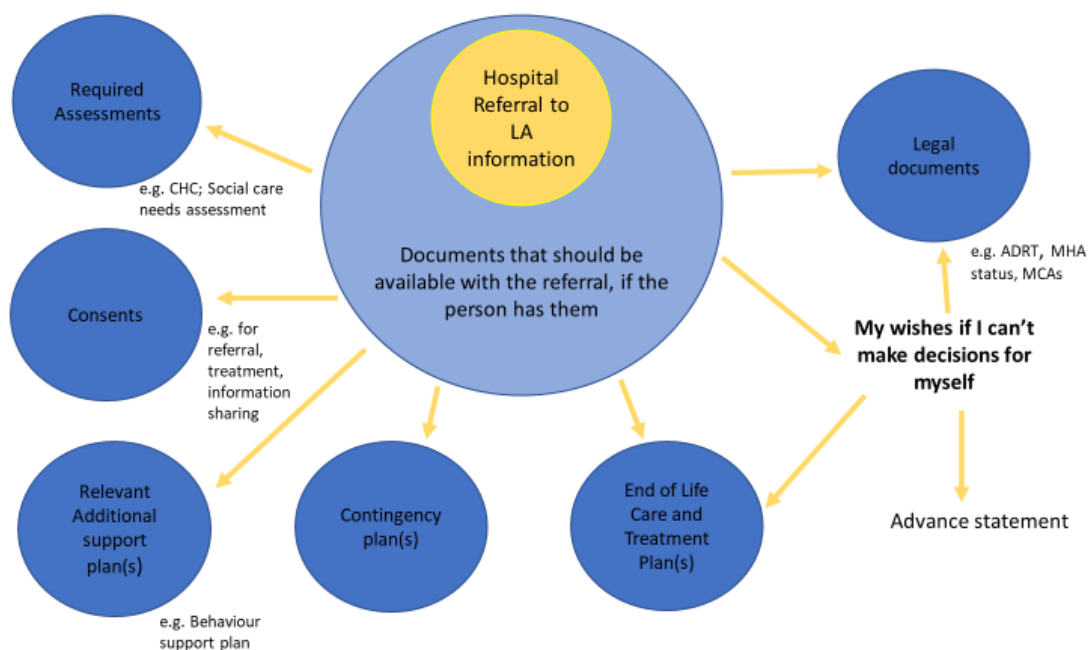 Hospital
Referral to
LA
information
Documents that should be
available with the referral, if the
person has them
Required
Assessments
e.g. CHC; Social care
needs assessment
Consents
e.g. for
referral,
treatment,
information
sharing
Relevant
Additional
support
plan(s)
e.g. Behaviour
support plan
Contingency
plan(s)
End of Life
Care and
Treatment
Plan(s)
Legal
documents
e.g. ADRT, MHA
status, MCAs
My wishes if I can’t
make decisions for
myself
Advance statement